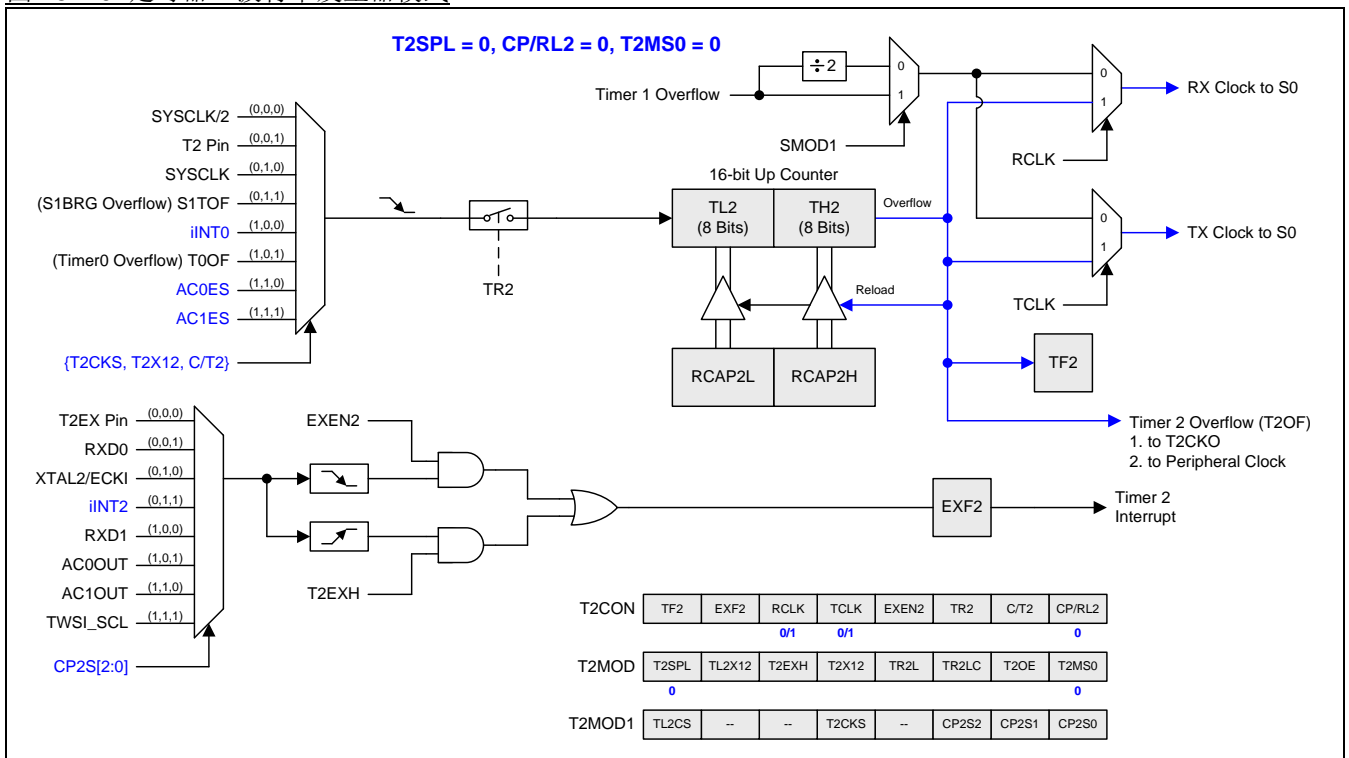 T2SPL = 0, CP/RL2 = 0, T2MS0 = 0
÷2
0
1
Timer 1 Overflow
SMOD1
0
1
RX Clock to S0
RCLK
SYSCLK/2 (0,0,0)
T2 Pin (0,0,1)
SYSCLK (0,1,0)
(S1BRG Overflow) S1TOF (0,1,1)
iINT0 (1,0,0)
(Timer0 Overflow) T0OF (1,0,1)
AC0ES (1,1,0)
AC1ES (1,1,1)
{T2CKS, T2X12, C/T2}
TR2
16-bit Up Counter
TL2
(8 Bits)
TH2
(8 Bits)
Overflow
0
1
TX Clock to S0
TCLK
Reload
RCAP2L
RCAP2H
TF2
Timer 2 Overflow (T2OF)
1. to T2CKO
2. to Peripheral Clock
T2EX Pin (0,0,0)
RXD0 (0,0,1)
XTAL2/ECKI (0,1,0)
iINT2 (0,1,1)
RXD1 (1,0,0)
AC0OUT (1,0,1)
AC1OUT (1,1,0)
TWSI_SCL (1,1,1)
CP2S[2:0]
EXEN2
T2EXH
EXF2
Timer 2
Interrupt
T2CON TF2 EXF2 RCLK TCLK EXEN2 TR2 C/T2 CP/RL2
0/1 0/1 0
T2MOD T2SPL TL2X12 T2EXH T2X12 TR2L TR2LC T2OE T2MS0
0 0
T2MOD1 TL2CS -- -- T2CKS -- CP2S2 CP2S1 CP2S0